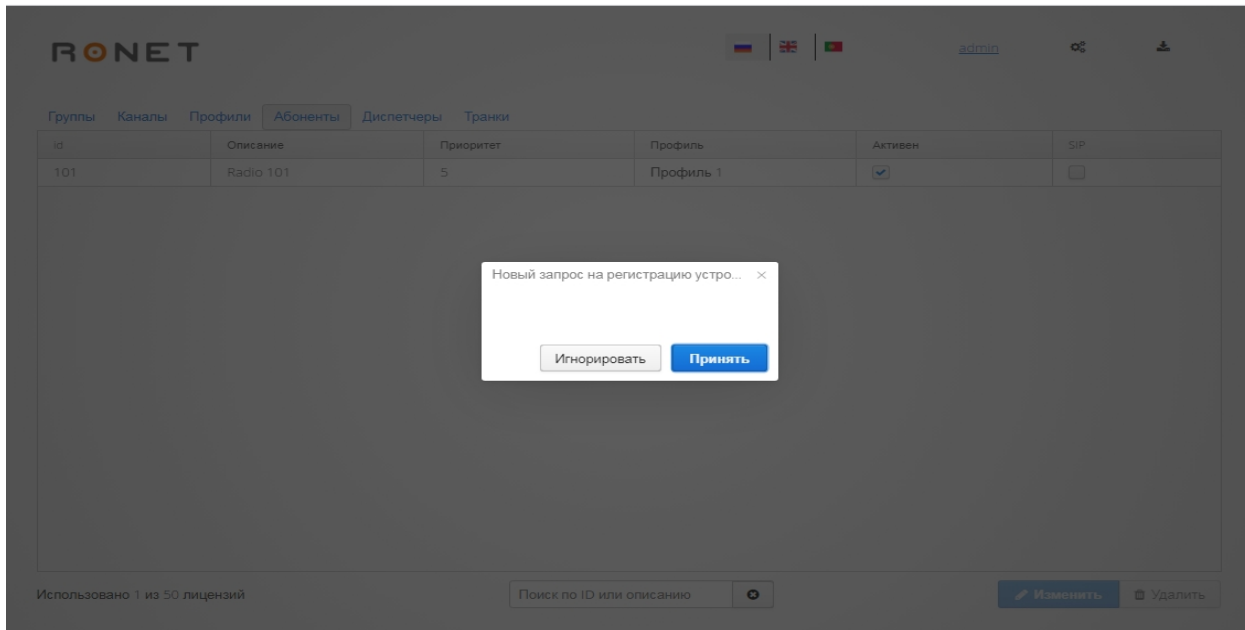 RONET
admin
Группы Каналы Профили Абоненты Диспетчеры Транки
id Описание Приоритет Профиль Активен SIP
101 Radio 101 5 Профиль 1
Новый запрос на регистрацию устро... ×
Игнорировать Принять
Использовано 1 из 50 лицензий Поиск по ID или описанию Изменить Удалить